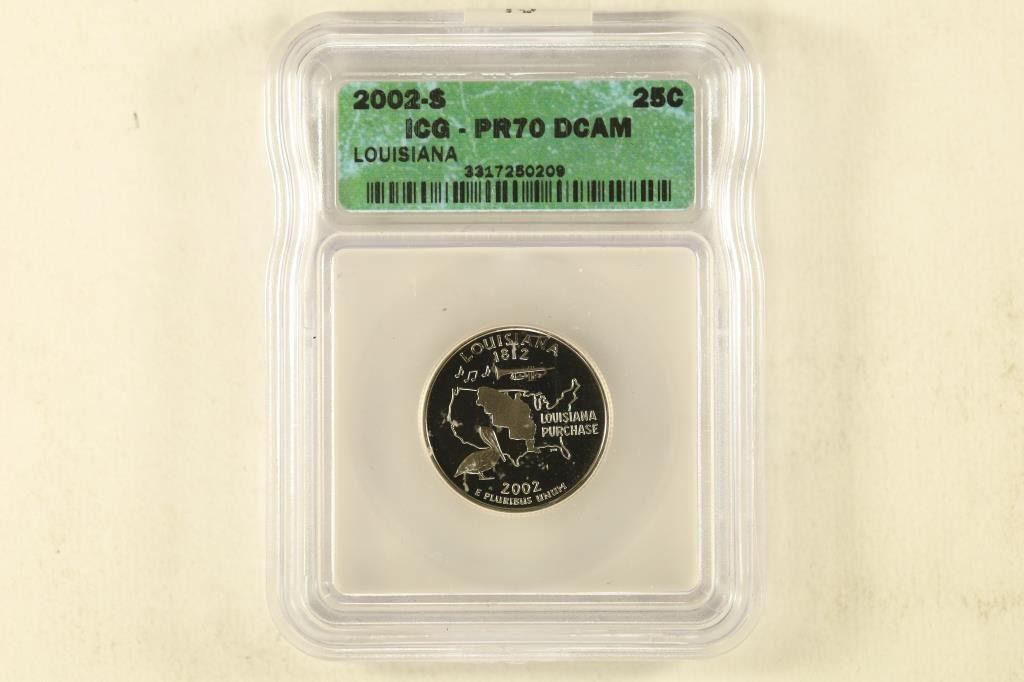 2002-S 25C
ICG - PR70 DCAM
LOUISIANA
3317250209
LOUISIANA
1812
LOUISIANA
PURCHASE
2002
E PLURIBUS UNUM